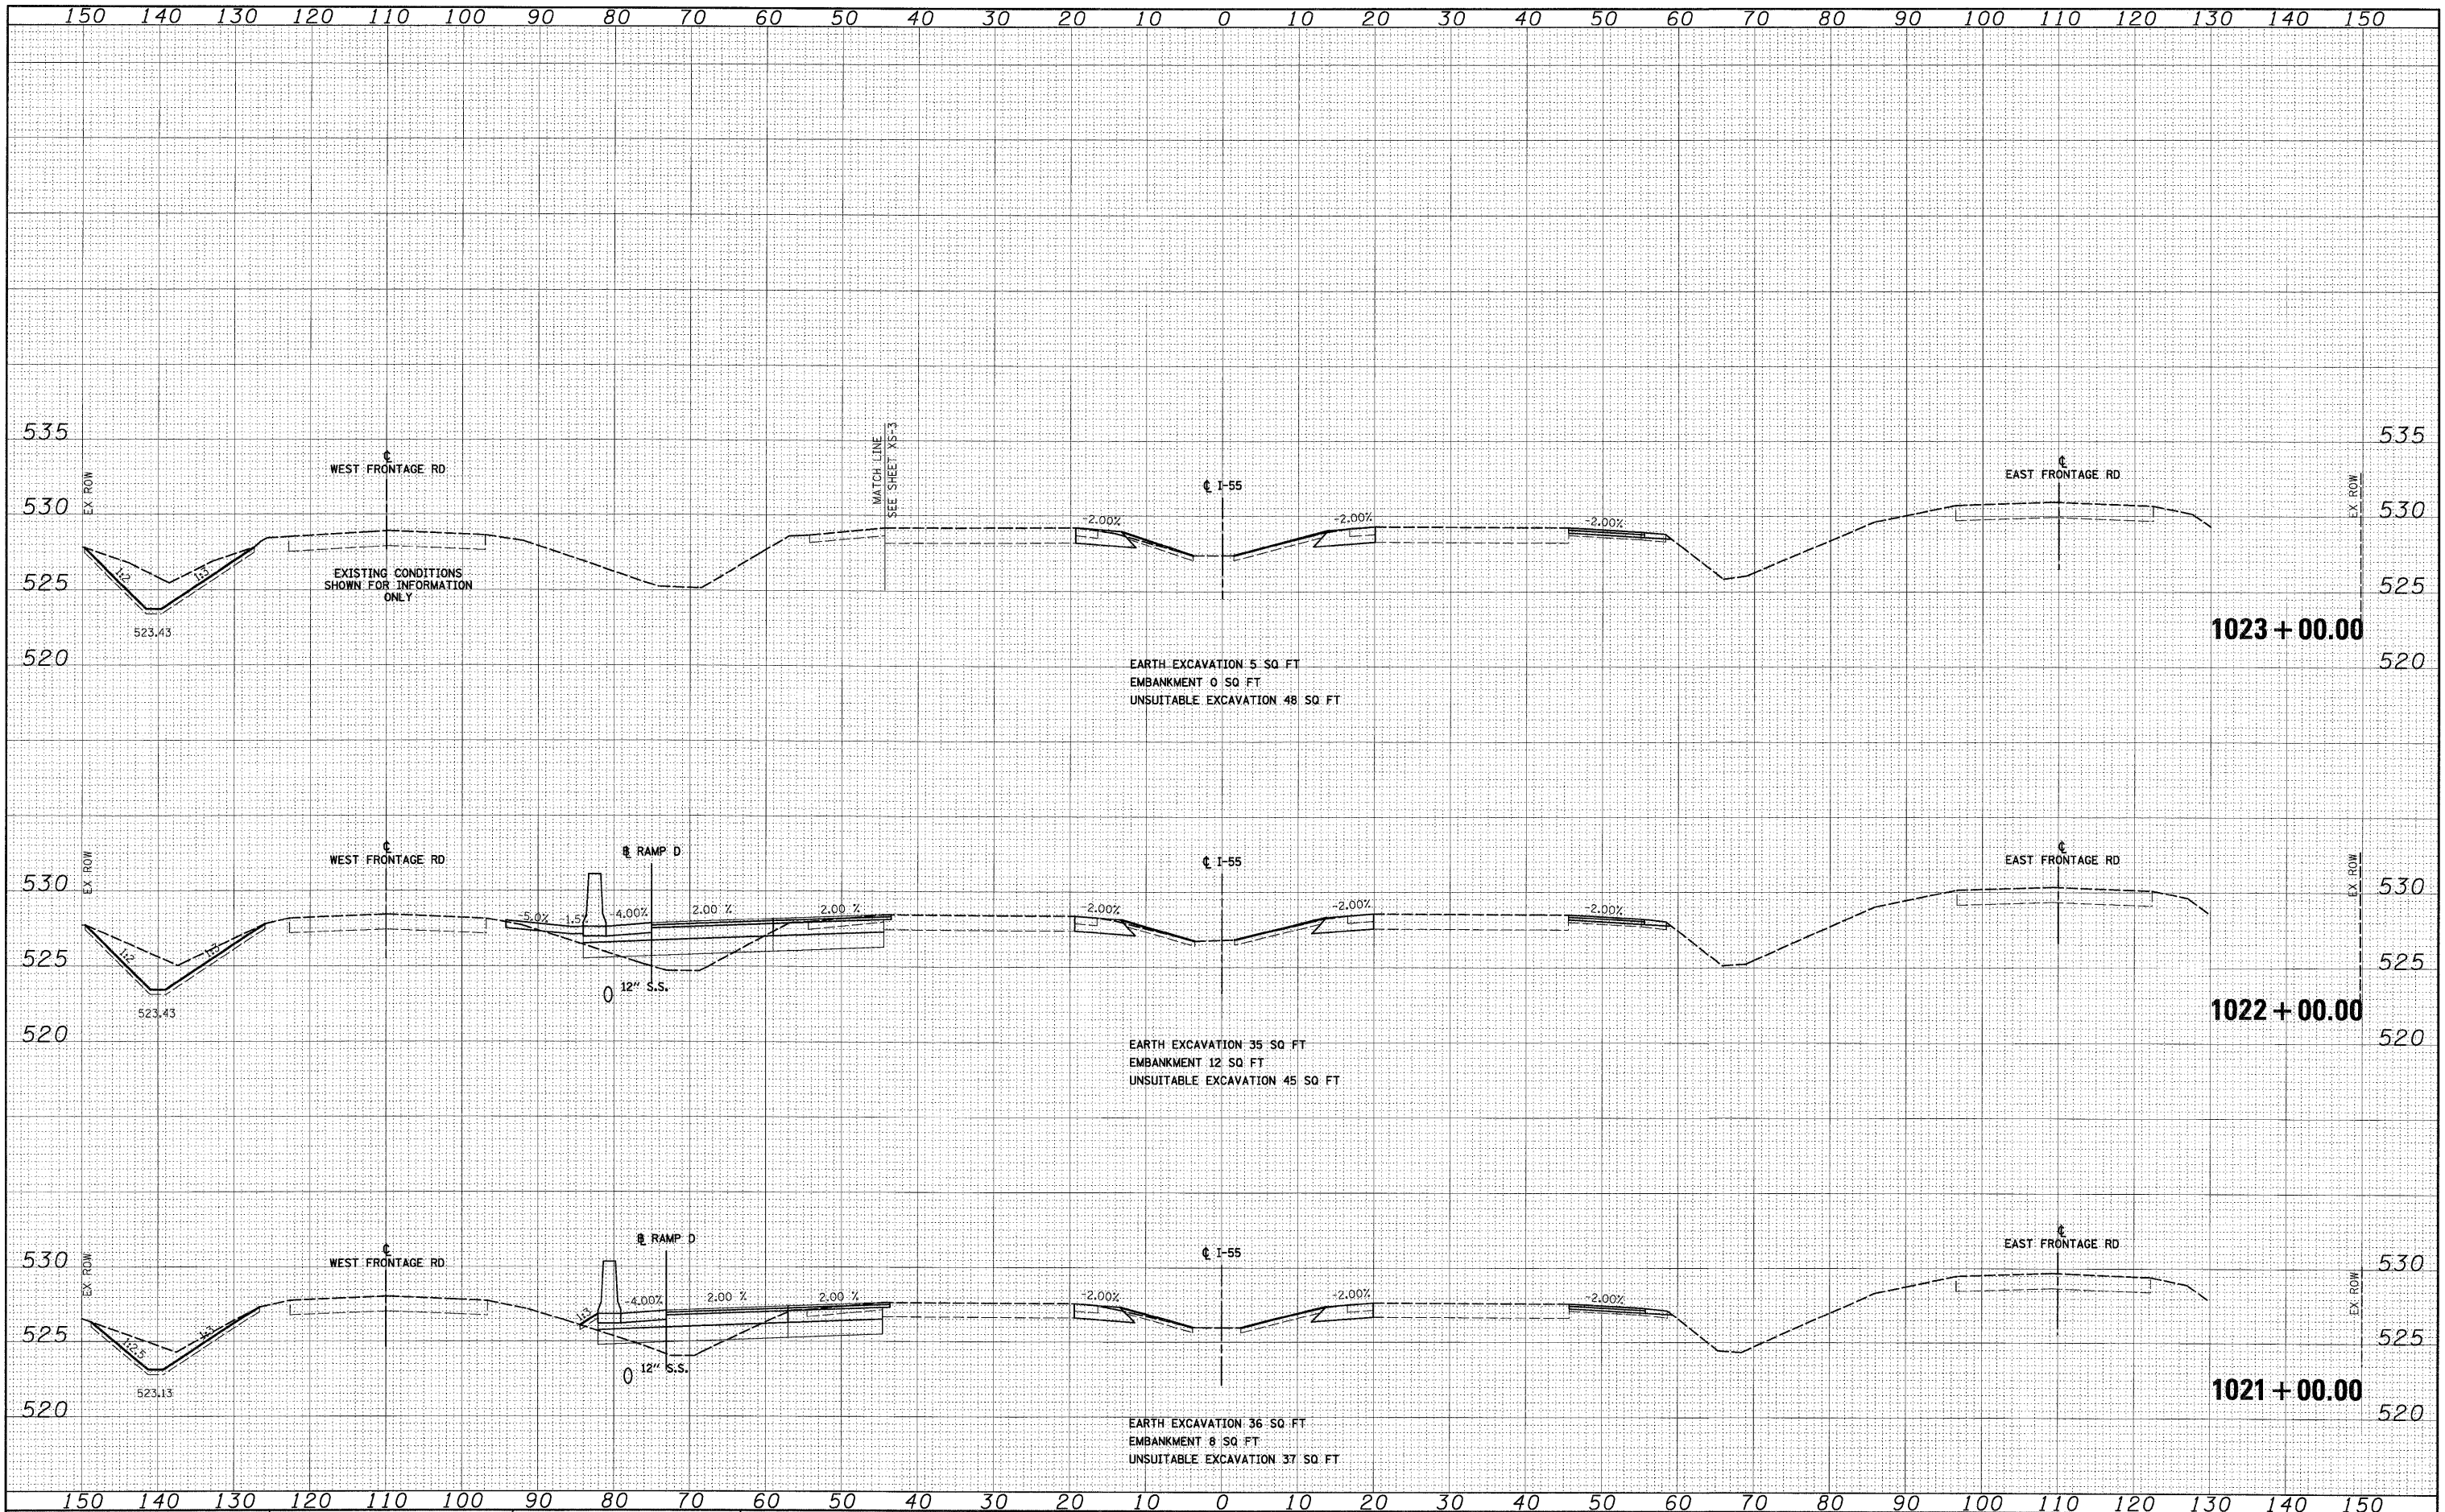 150 140 130 120 110 100 90 80 70 60 50 40 30 20 10 0 10 20 30 40 50 60 70 80 90 100 110 120 130 140 150
535 535
MATCH LINE
SEE SHEET XS-3
℄
WEST FRONTAGE RD
℄
EAST FRONTAGE RD
EX ROW
℄ I-55
EX ROW
530 530
-2.00% -2.00% -2.00%
1:2 1:3
EXISTING CONDITIONS
SHOWN FOR INFORMATION
ONLY
525 525
523.43
1023+00.00
520 520
EARTH EXCAVATION 5 SQ FT
EMBANKMENT 0 SQ FT
UNSUITABLE EXCAVATION 48 SQ FT
℄
WEST FRONTAGE RD
B̲L RAMP D
℄ I-55
℄
EAST FRONTAGE RD
EX ROW
EX ROW
530 530
-5.0% -1.5% 4.00% 2.00 % 2.00 % -2.00% -2.00% -2.00%
1:2 1:3
525 525
12" S.S.
523.43
1022+00.00
520 520
EARTH EXCAVATION 35 SQ FT
EMBANKMENT 12 SQ FT
UNSUITABLE EXCAVATION 45 SQ FT
℄
WEST FRONTAGE RD
B̲L RAMP D
℄ I-55
℄
EAST FRONTAGE RD
EX ROW
EX ROW
530 530
1:3 -4.00% 2.00 % 2.00 % -2.00% -2.00% -2.00%
1:2.5 1:3
525 525
12" S.S.
523.13
1021+00.00
520 520
EARTH EXCAVATION 36 SQ FT
EMBANKMENT 8 SQ FT
UNSUITABLE EXCAVATION 37 SQ FT
150 140 130 120 110 100 90 80 70 60 50 40 30 20 10 0 10 20 30 40 50 60 70 80 90 100 110 120 130 140 150